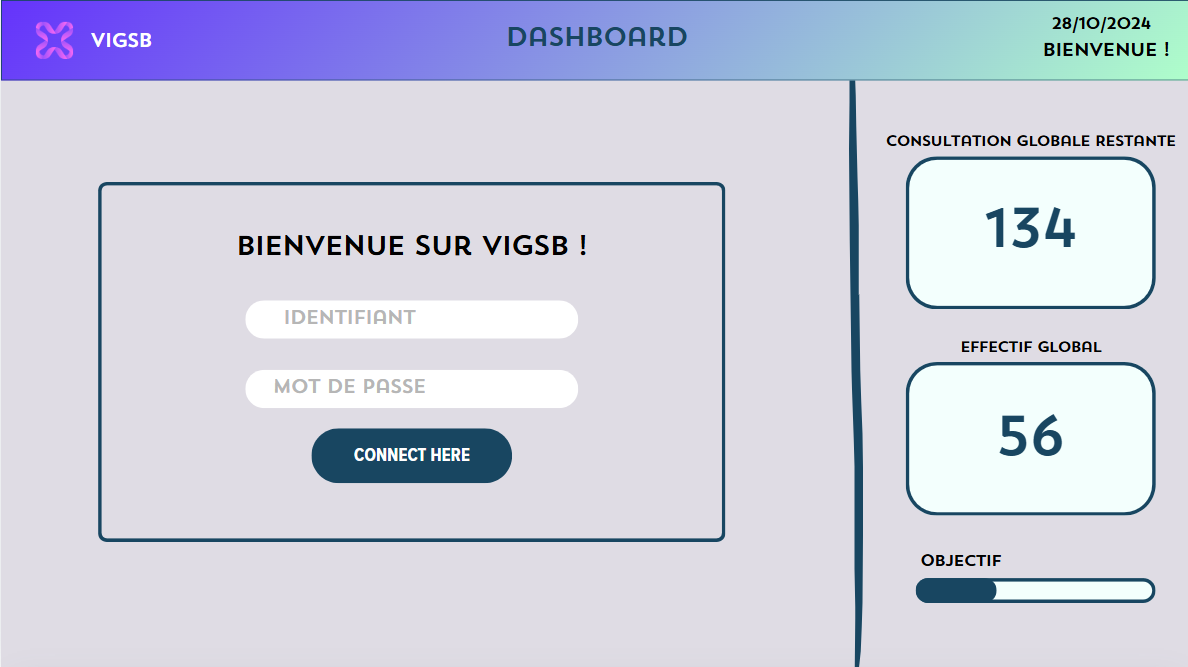 VIGSB
DASHBOARD
28/10/2024
BIENVENUE !
BIENVENUE SUR VIGSB !
IDENTIFIANT
MOT DE PASSE
CONNECT HERE
CONSULTATION GLOBALE RESTANTE
134
EFFECTIF GLOBAL
56
OBJECTIF